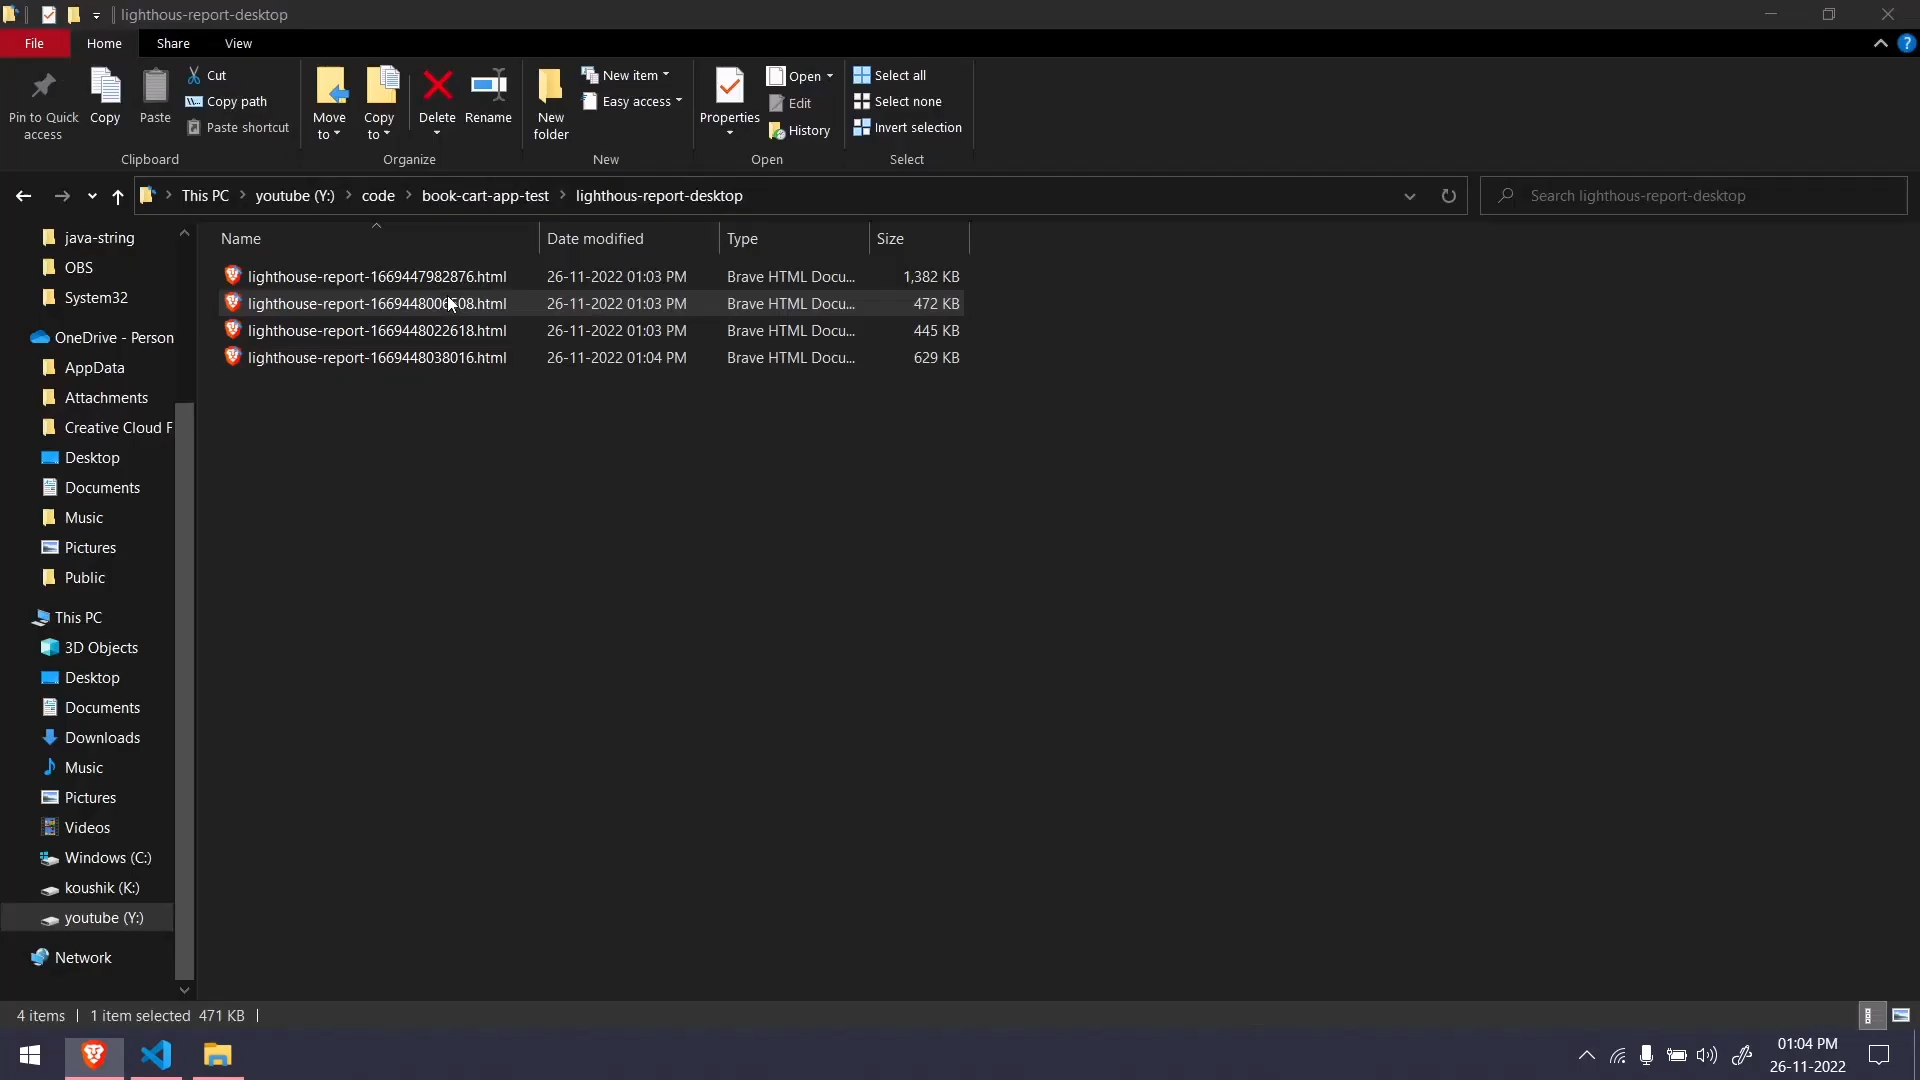 lighthous-report-desktop
File Home Share View
Pin to Quick access
Copy
Paste
Cut
Copy path
Paste shortcut
Clipboard
Move to
Copy to
Delete
Rename
Organize
New folder
New item
Easy access
New
Properties
Open
Edit
History
Open
Select all
Select none
Invert selection
Select
This PC youtube (Y:) code book-cart-app-test lighthous-report-desktop
Search lighthous-report-desktop
java-string
OBS
System32
OneDrive - Person
AppData
Attachments
Creative Cloud F
Desktop
Documents
Music
Pictures
Public
This PC
3D Objects
Desktop
Documents
Downloads
Music
Pictures
Videos
Windows (C:)
koushik (K:)
youtube (Y:)
Network
Name Date modified Type Size
lighthouse-report-1669447982876.html 26-11-2022 01:03 PM Brave HTML Docu... 1,382 KB
26-11-2022 01:03 PM Brave HTML Docu... 472 KB
lighthouse-report-1669448022618.html 26-11-2022 01:03 PM Brave HTML Docu... 445 KB
lighthouse-report-1669448038016.html 26-11-2022 01:04 PM Brave HTML Docu... 629 KB
4 items 1 item selected 471 KB
01:04 PM
26-11-2022